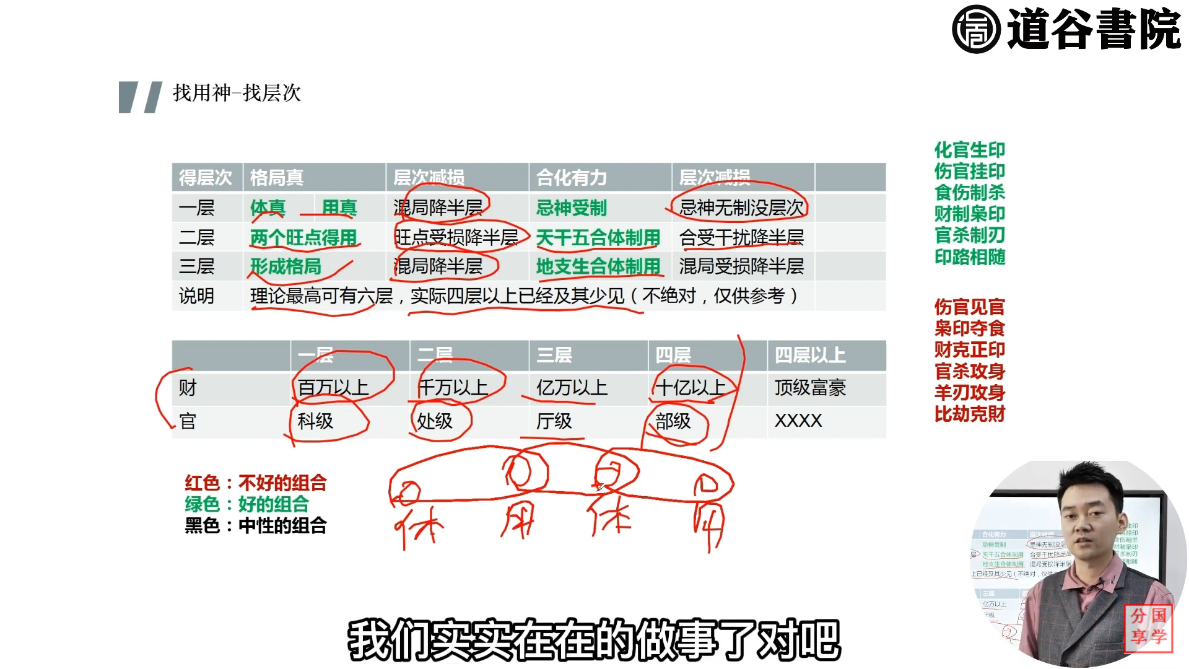 道谷書院
找用神-找层次
得层次 格局真 层次减损 合化有力 层次减损
一层 体真 用真 混局降半层 忌神受制 忌神无制没层次
二层 两个旺点得用 旺点受损降半层 天干五合体制用 合受干扰降半层
三层 形成格局 混局降半层 地支生合体制用 混局受损降半层
说明 理论最高可有六层，实际四层以上已经及其少见（不绝对，仅供参考）
一层 二层 三层 四层 四层以上
财 百万以上 千万以上 亿万以上 十亿以上 顶级富豪
官 科级 处级 厅级 部级 XXXX
红色：不好的组合
绿色：好的组合
黑色：中性的组合
体 用 体 用
化官生印
伤官挂印
食伤制杀
财制枭印
官杀制刃
印路相随
伤官见官
枭印夺食
财克正印
官杀攻身
羊刃攻身
比劫克財
分国
享学
我们实实在在的做事了对吧